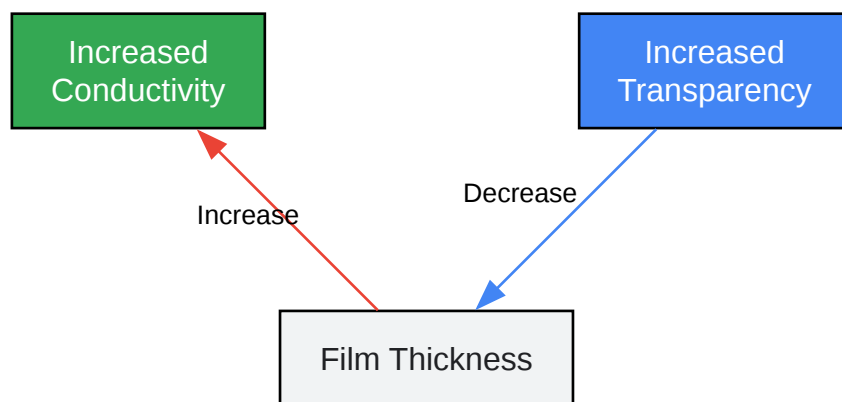 Increased
Conductivity
Increased
Transparency
Decrease
Increase
Film Thickness